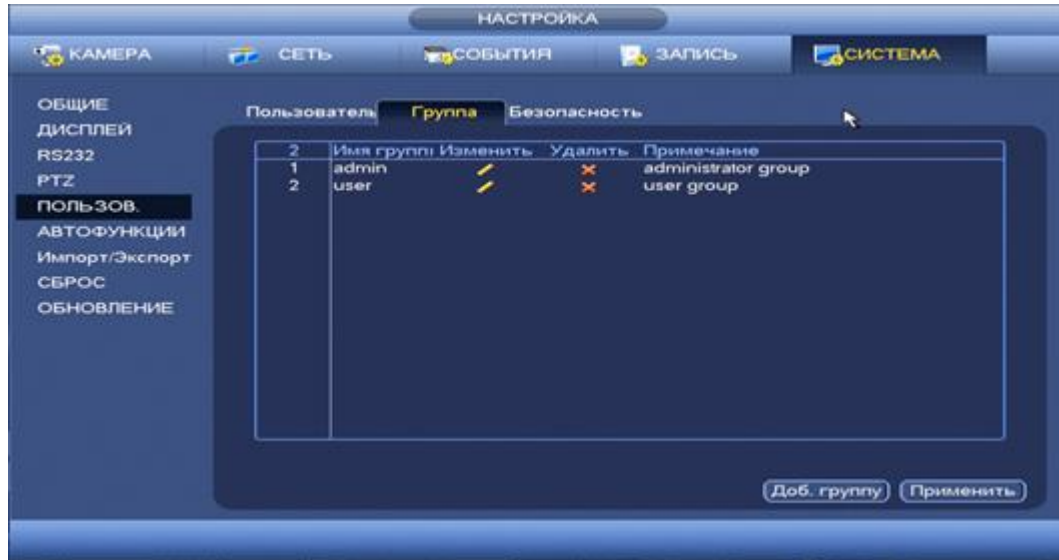 НАСТРОЙКА
КАМЕРА СЕТЬ СОБЫТИЯ ЗАПИСЬ СИСТЕМА
ОБЩИЕ
ДИСПЛЕЙ
RS232
PTZ
ПОЛЬЗОВ.
АВТОФУНКЦИИ
Импорт/Экспорт
СБРОС
ОБНОВЛЕНИЕ
Пользователь Группа Безопасность
2 Имя групп Изменить Удалить Примечание
1 admin administrator group
2 user user group
Доб. группу Применить